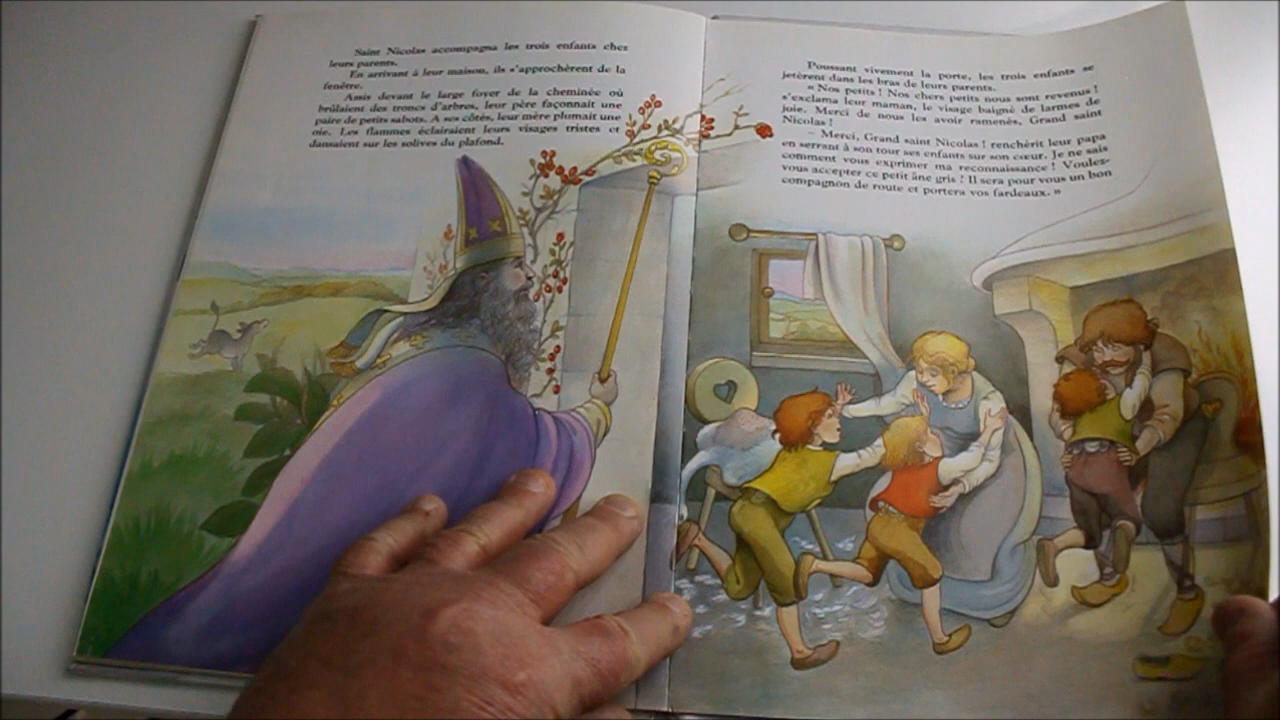 Saint Nicolas accompagna les trois enfants chez
leurs parents.
En arrivant à leur maison, ils s'approchèrent de la
fenêtre.
Assis devant le large foyer de la cheminée où
brûlaient des troncs d'arbres, leur père façonnait une
paire de petits sabots. A ses côtés, leur mère plumait une
oie. Les flammes éclairaient leurs visages tristes et
dansaient sur les solives du plafond.
Poussant vivement la porte, les trois enfants se
jetèrent dans les bras de leurs parents.
« Nos petits ! Nos chers petits nous sont revenus !
s'exclama leur maman, le visage baigné de larmes de
joie. Merci de nous les avoir ramenés, Grand saint
Nicolas !
– Merci, Grand saint Nicolas ! renchérit leur papa
en serrant à son tour ses enfants sur son cœur. Je ne sais
comment vous exprimer ma reconnaissance ! Voulez-
vous accepter ce petit âne gris ? Il sera pour vous un bon
compagnon de route et portera vos fardeaux. »